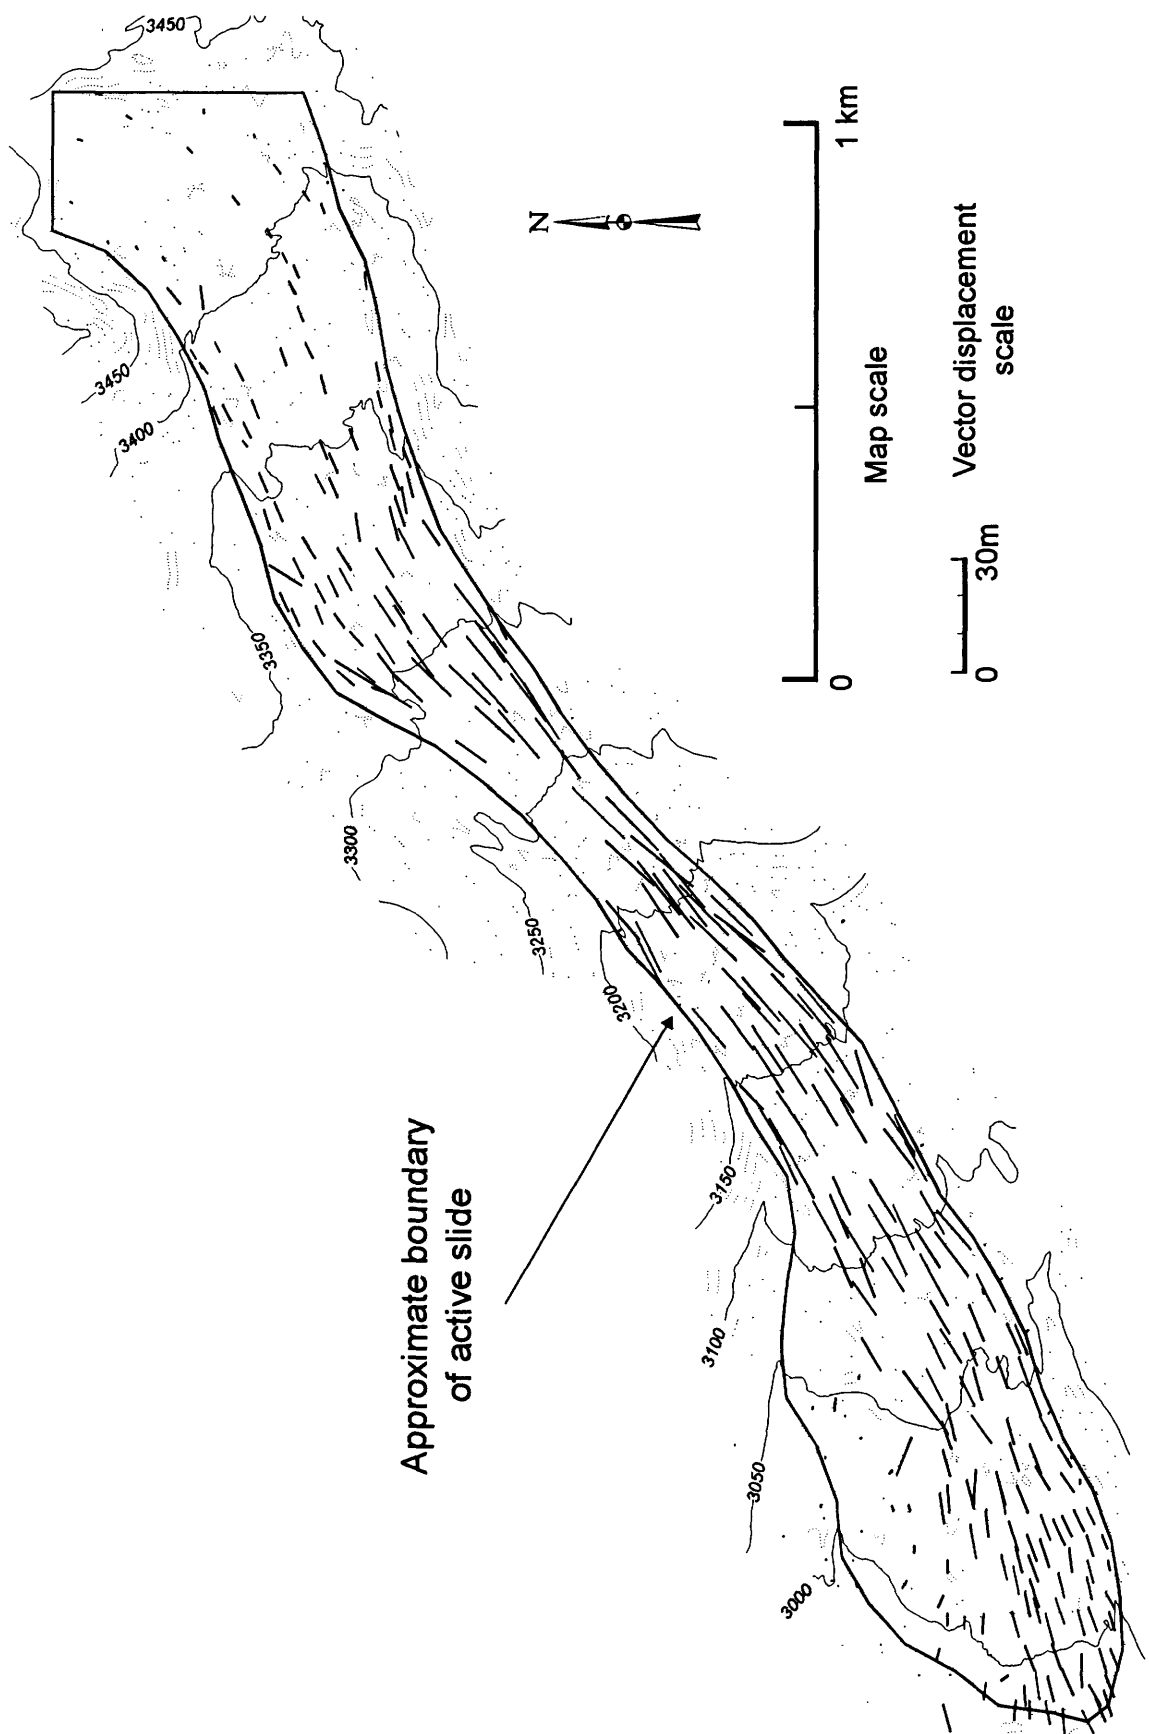 3450
N
3450
3400
1 km
0
Map scale
Vector displacement
scale
30m
0
3350
3300
3250
3200
Approximate boundary
of active slide
3150
3100
3050
3000